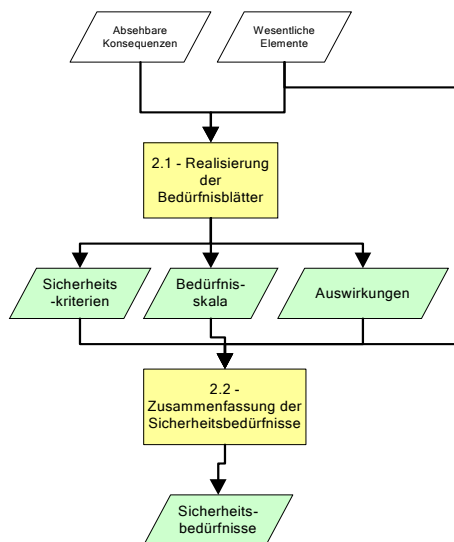 Absehbare
Konsequenzen
Wesentliche
Elemente
2.1 - Realisierung
der
Bedürfnisblätter
Sicherheits
-kriterien
Bedürfnis-
skala
Auswirkungen
2.2 -
Zusammenfassung der
Sicherheitsbedürfnisse
Sicherheits-
bedürfnisse